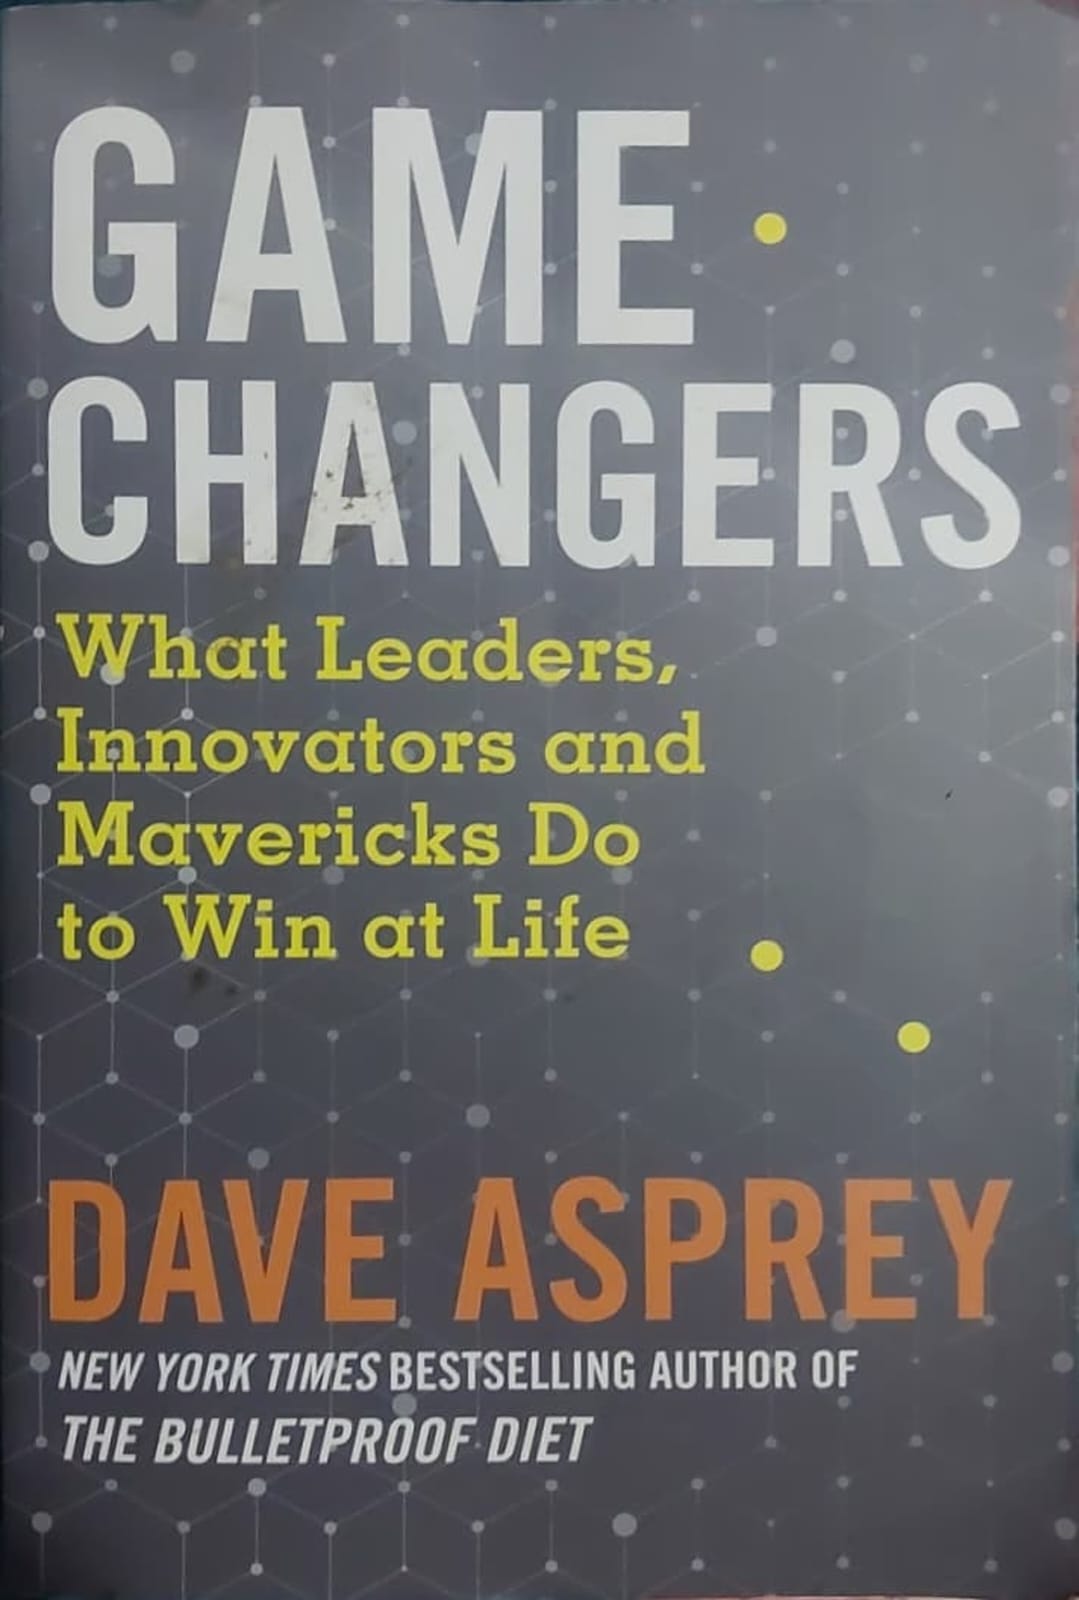 GAME
CHANGERS
What Leaders,
Innovators and
Mavericks Do
to Win at Life
DAVE ASPREY
NEW YORK TIMES BESTSELLING AUTHOR OF
THE BULLETPROOF DIET